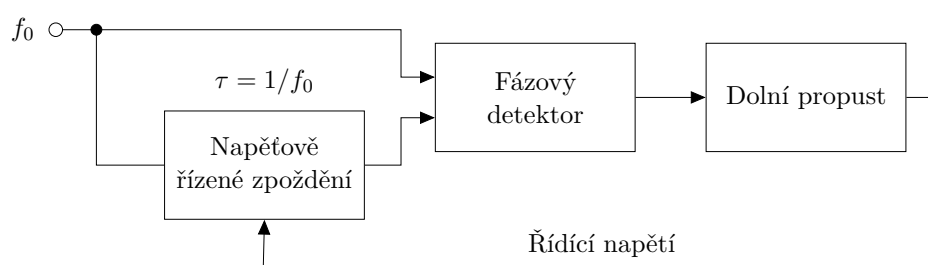 f₀
τ = 1/f₀
Napěťově
řízené zpoždění
Fázový
detektor
Dolní propust
Řídící napětí